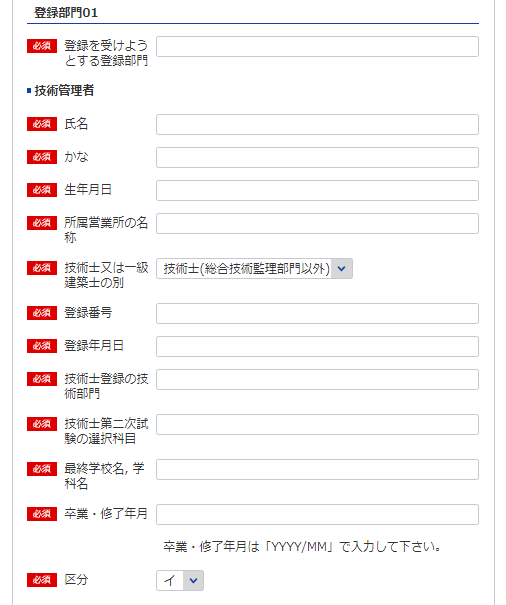 登録部門01
必須 登録を受けよう
とする登録部門
技術管理者
必須 氏名
必須 かな
必須 生年月日
必須 所属営業所の名
称
必須 技術士又は一級 技術士(総合技術監理部門以外)
建築士の別
必須 登録番号
必須 登録年月日
必須 技術士登録の技
術部門
必須 技術士第二次試
験の選択科目
必須 最終学校名, 学
科名
必須 卒業・修了年月
卒業・修了年月は「YYYY/MM」で入力して下さい。
必須 区分 イ